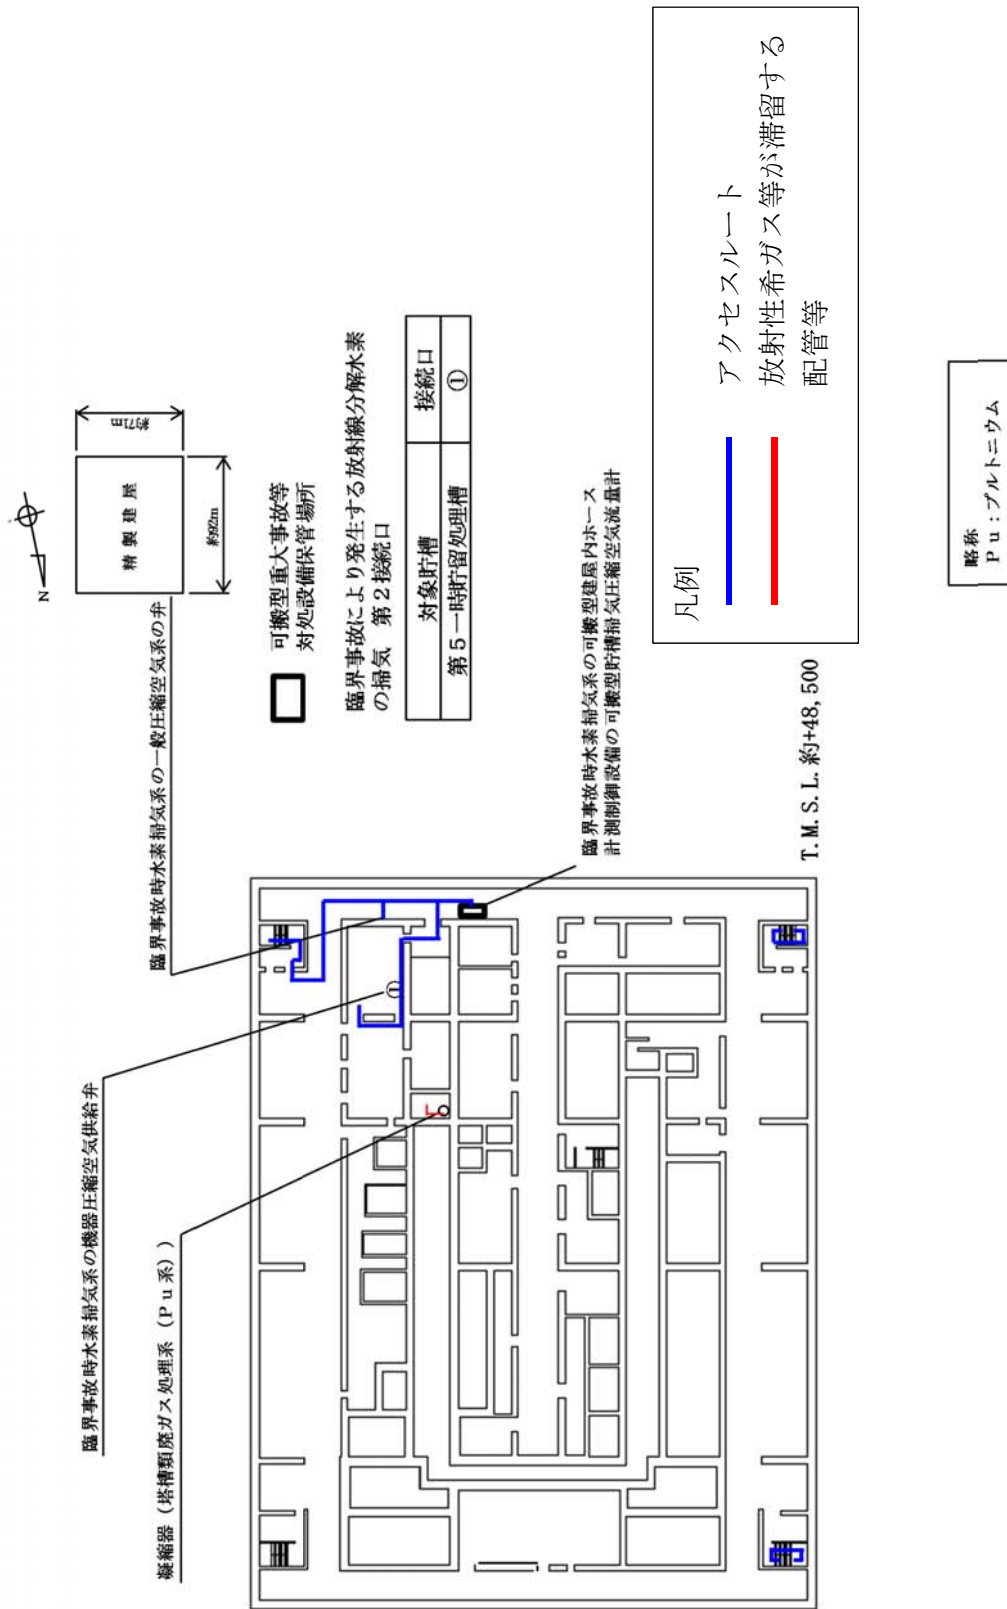 臨界事故時水素掃気系の機器圧縮空気供給弁
凝縮器（塔槽類廃ガス処理系（Ｐｕ系））
臨界事故時水素掃気系の一般圧縮空気系の弁
N
精製建屋
約92m
約71m
可搬型重大事故等
対処設備保管場所
臨界事故により発生する放射線分解水素
の掃気　第２接続口
対象貯槽
接続口
第５一時貯留処理槽
①
臨界事故時水素掃気系の可搬型建屋内ホース
計測制御設備の可搬型貯槽掃気圧縮空気流量計
①
T.M.S.L.約+48,500
凡例
アクセスルート
放射性希ガス等が滞留する
配管等
略称
Ｐｕ：プルトニウム